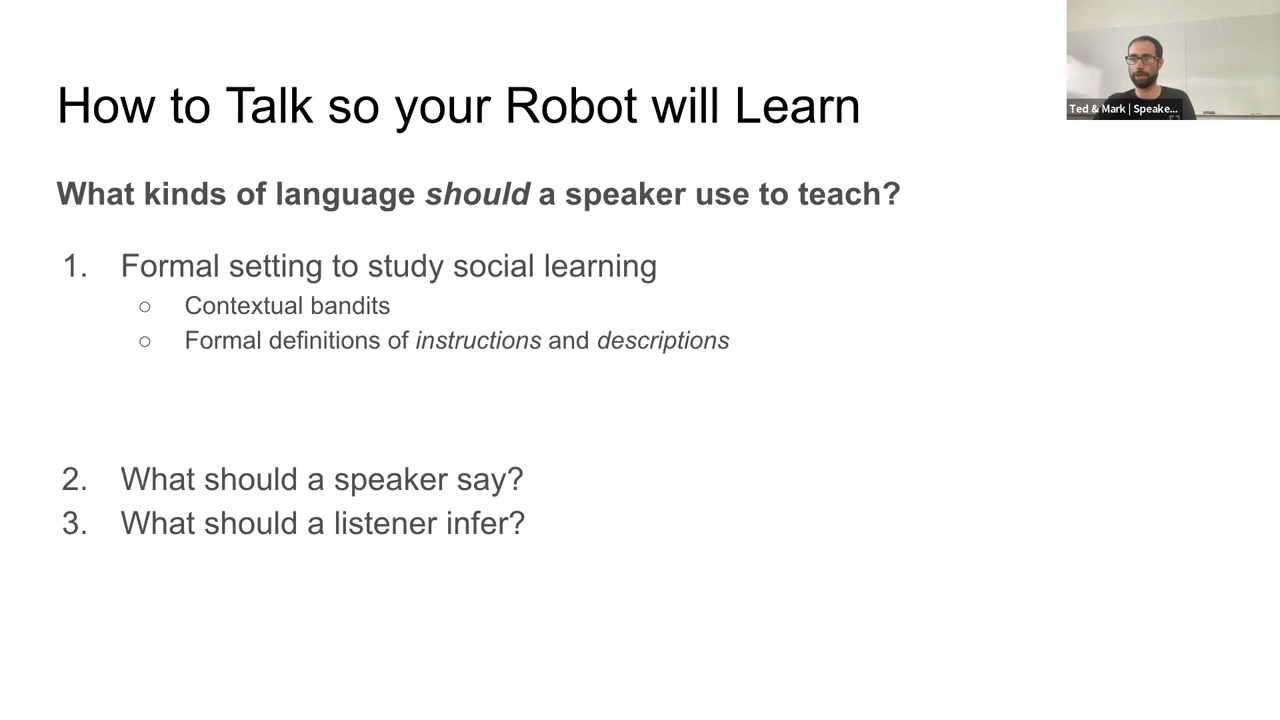 How to Talk so your Robot will Learn
Ted & Mark | Speake...
What kinds of language should a speaker use to teach?
1. Formal setting to study social learning
○ Contextual bandits
○ Formal definitions of instructions and descriptions
2. What should a speaker say?
3. What should a listener infer?